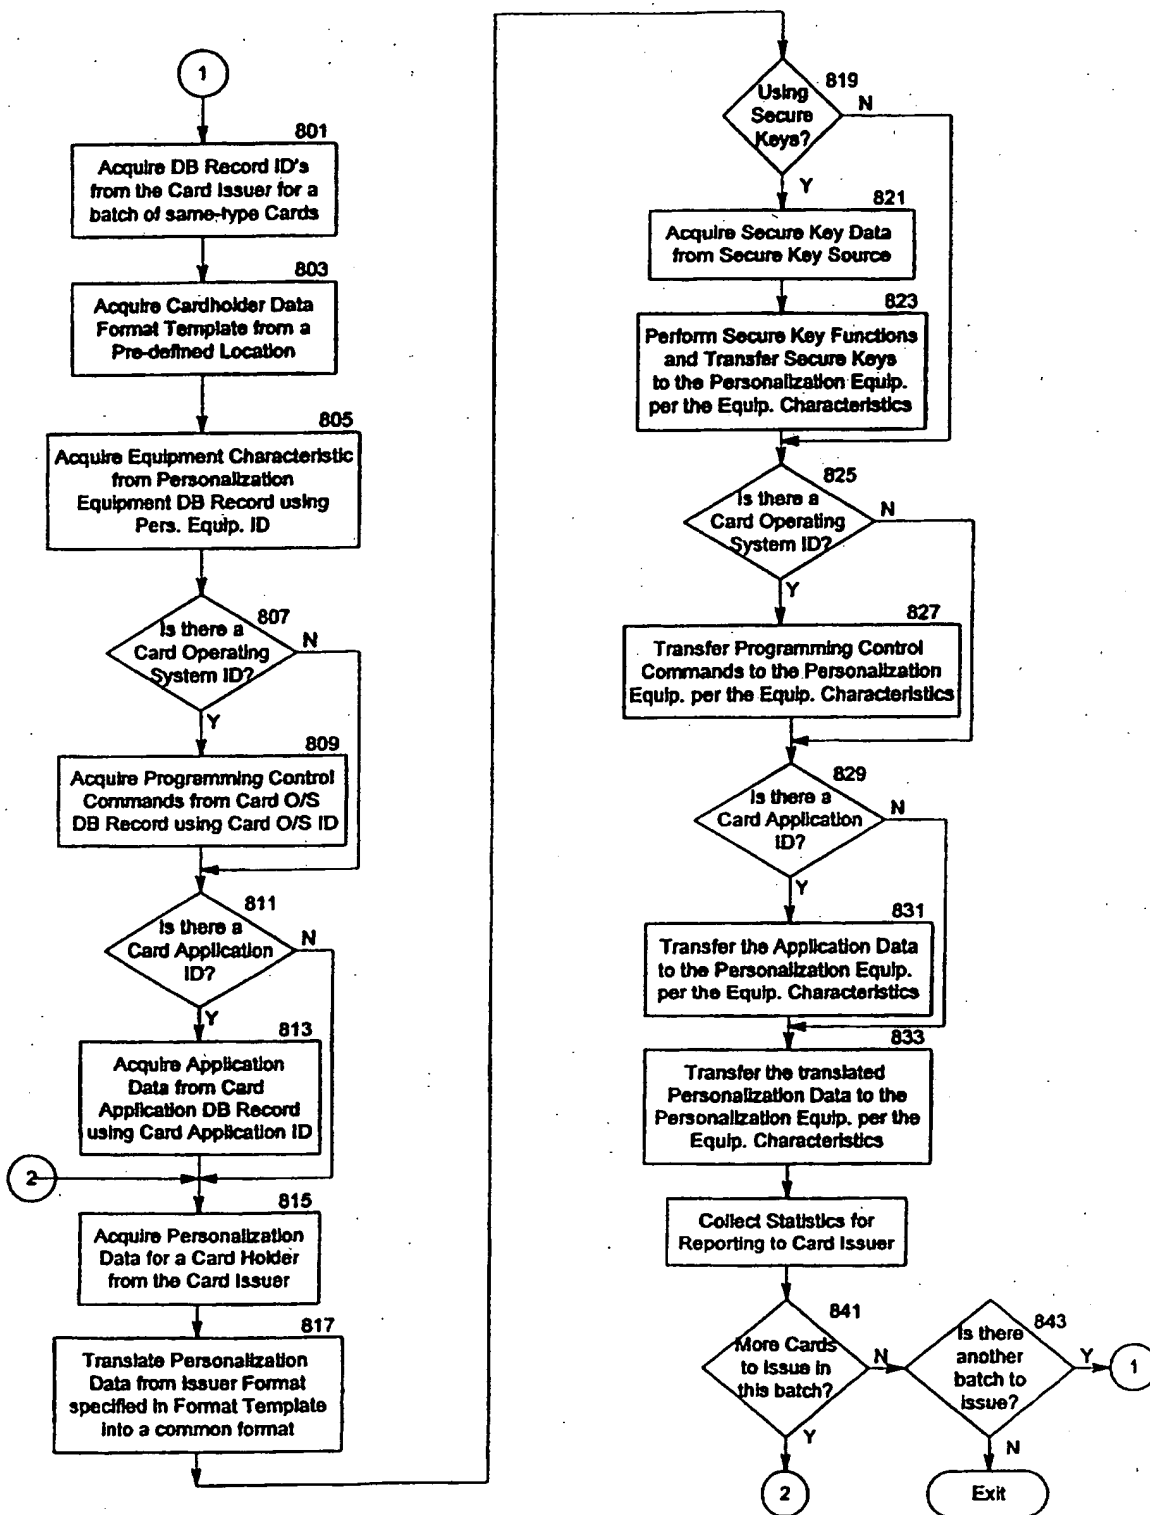 1
801
Acquire DB Record ID's
from the Card Issuer for a
batch of same-type Cards
803
Acquire Cardholder Data
Format Template from a
Pre-defined Location
805
Acquire Equipment Characteristic
from Personalization
Equipment DB Record using
Pers. Equip. ID
807
Is there a
Card Operating
System ID?
N
Y
809
Acquire Programming Control
Commands from Card O/S
DB Record using Card O/S ID
811
Is there a
Card Application
ID?
N
Y
813
Acquire Application
Data from Card
Application DB Record
using Card Application ID
2
815
Acquire Personalization
Data for a Card Holder
from the Card Issuer
817
Translate Personalization
Data from Issuer Format
specified in Format Template
into a common format
819
Using
Secure
Keys?
N
Y
821
Acquire Secure Key Data
from Secure Key Source
823
Perform Secure Key Functions
and Transfer Secure Keys
to the Personalization Equip.
per the Equip. Characteristics
825
Is there a
Card Operating
System ID?
N
Y
827
Transfer Programming Control
Commands to the Personalization
Equip. per the Equip. Characteristics
829
Is there a
Card Application
ID?
N
Y
831
Transfer the Application Data
to the Personalization Equip.
per the Equip. Characteristics
833
Transfer the translated
Personalization Data to the
Personalization Equip. per the
Equip. Characteristics
Collect Statistics for
Reporting to Card Issuer
841
More Cards
to issue in
this batch?
N
Y
2
843
Is there
another
batch to
issue?
Y
1
N
Exit